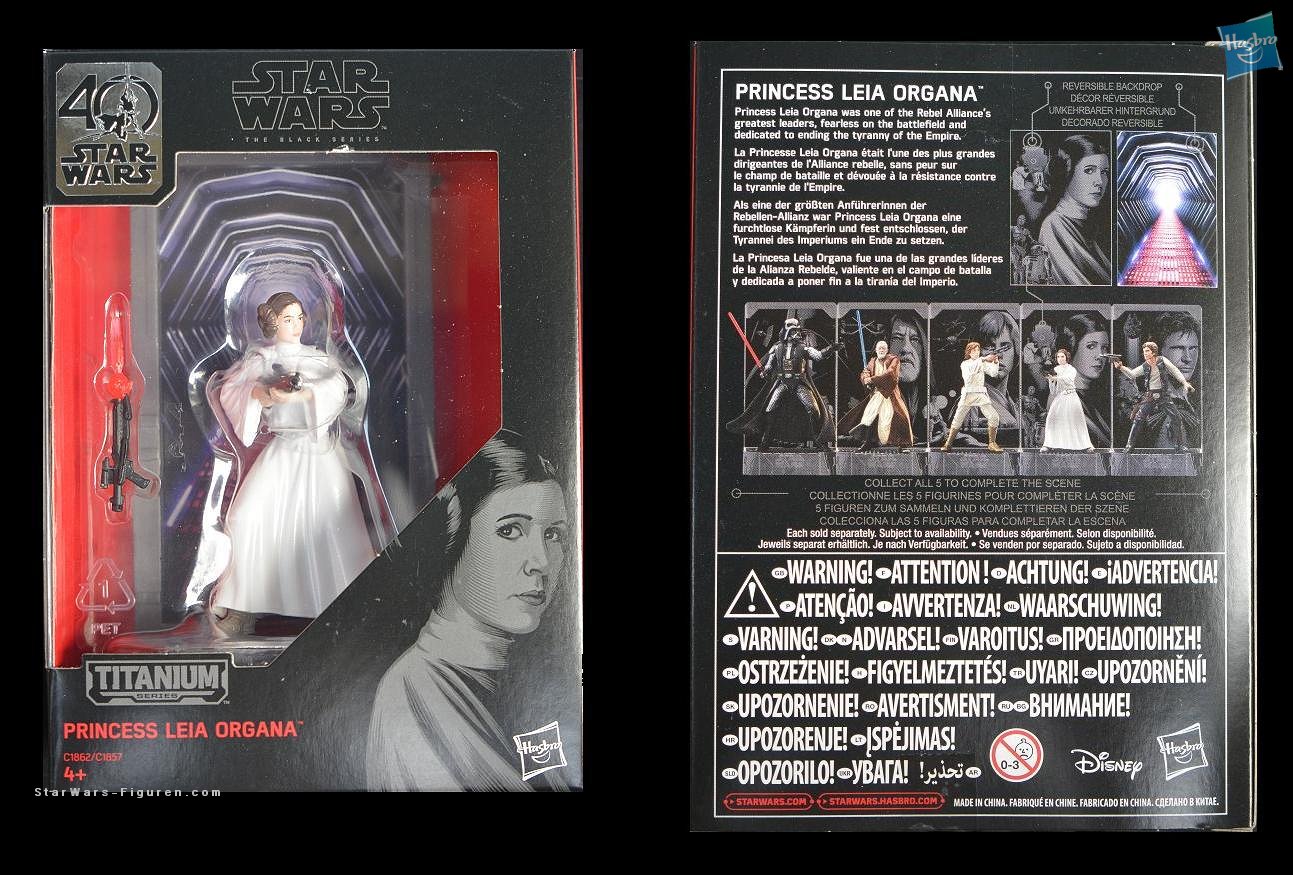 40
STAR
WARS
STAR
WARS™
THE BLACK SERIES
1
PET
TITANIUM
SERIES™
PRINCESS LEIA ORGANA™
C1862/C1857
4+
Hasbro
StarWars-Figuren.com
Hasbro
PRINCESS LEIA ORGANA™
Princess Leia Organa was one of the Rebel Alliance's
greatest leaders, fearless on the battlefield and
dedicated to ending the tyranny of the Empire.
La Princesse Leia Organa était l'une des plus grandes
dirigeantes de l'Alliance rebelle, sans peur sur
le champ de bataille et dévouée à la résistance contre
la tyrannie de l'Empire.
Als eine der größten Anführerinnen der
Rebellen-Allianz war Princess Leia Organa eine
furchtlose Kämpferin und fest entschlossen, der
Tyrannei des Imperiums ein Ende zu setzen.
La Princesa Leia Organa fue una de las grandes líderes
de la Alianza Rebelde, valiente en el campo de batalla
y dedicada a poner fin a la tiranía del Imperio.
REVERSIBLE BACKDROP
DÉCOR RÉVERSIBLE
UMKEHRBARER HINTERGRUND
DECORADO REVERSIBLE
COLLECT ALL 5 TO COMPLETE THE SCENE
COLLECTIONNE LES 5 FIGURINES POUR COMPLÉTER LA SCÈNE
5 FIGUREN ZUM SAMMELN UND KOMPLETTIEREN DER SZENE
COLECCIONA LAS 5 FIGURAS PARA COMPLETAR LA ESCENA
Each sold separately. Subject to availability. • Vendues séparément. Selon disponibilité.
Jeweils separat erhältlich. Je nach Verfügbarkeit. • Se venden por separado. Sujeto a disponibilidad.
GB WARNING! F ATTENTION ! D ACHTUNG! E ¡ADVERTENCIA!
P ATENÇÃO! I AVVERTENZA! NL WAARSCHUWING!
S VARNING! DK N ADVARSEL! FIN VAROITUS! GR ΠΡΟΕΙΔΟΠΟΙΗΣΗ!
PL OSTRZEŻENIE! H FIGYELMEZTETÉS! TR UYARI! CZ UPOZORNĚNÍ!
SK UPOZORNENIE! RO AVERTISMENT! RU BG ВНИМАНИЕ!
HR UPOZORENJE! LT ĮSPĖJIMAS!
SLO OPOZORILO! UKR УВАГА! AR تحذير!
0-3
Disney
Hasbro
STARWARS.COM STARWARS.HASBRO.COM MADE IN CHINA. FABRIQUÉ EN CHINE. FABRICADO EN CHINA. СДЕЛАНО В КИТАЕ.